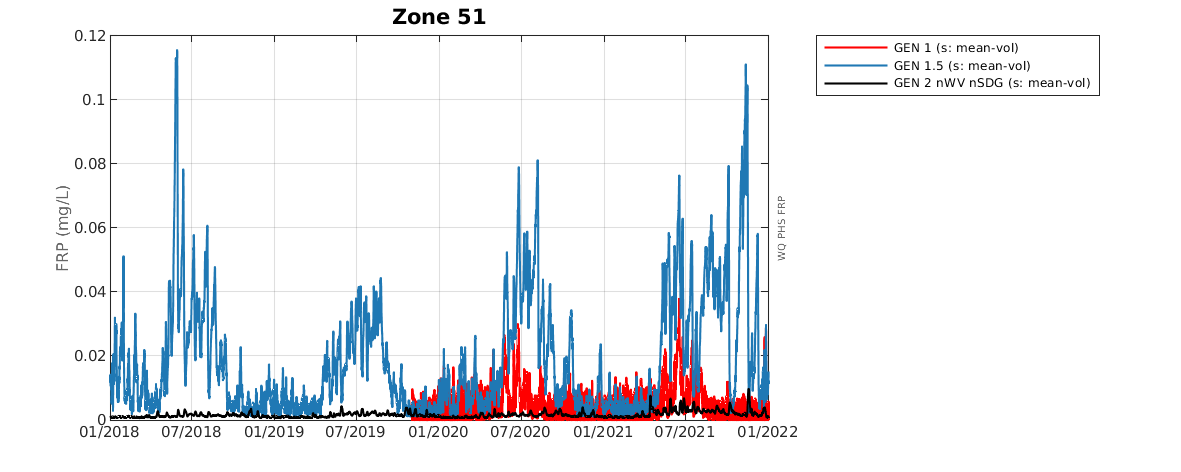 Zone 51
FRP (mg/L)
0.12
0.1
0.08
0.06
0.04
0.02
0
01/2018
07/2018
01/2019
07/2019
01/2020
07/2020
01/2021
07/2021
01/2022
WQ PHS FRP
GEN 1 (s: mean-vol)
GEN 1.5 (s: mean-vol)
GEN 2 nWV nSDG (s: mean-vol)